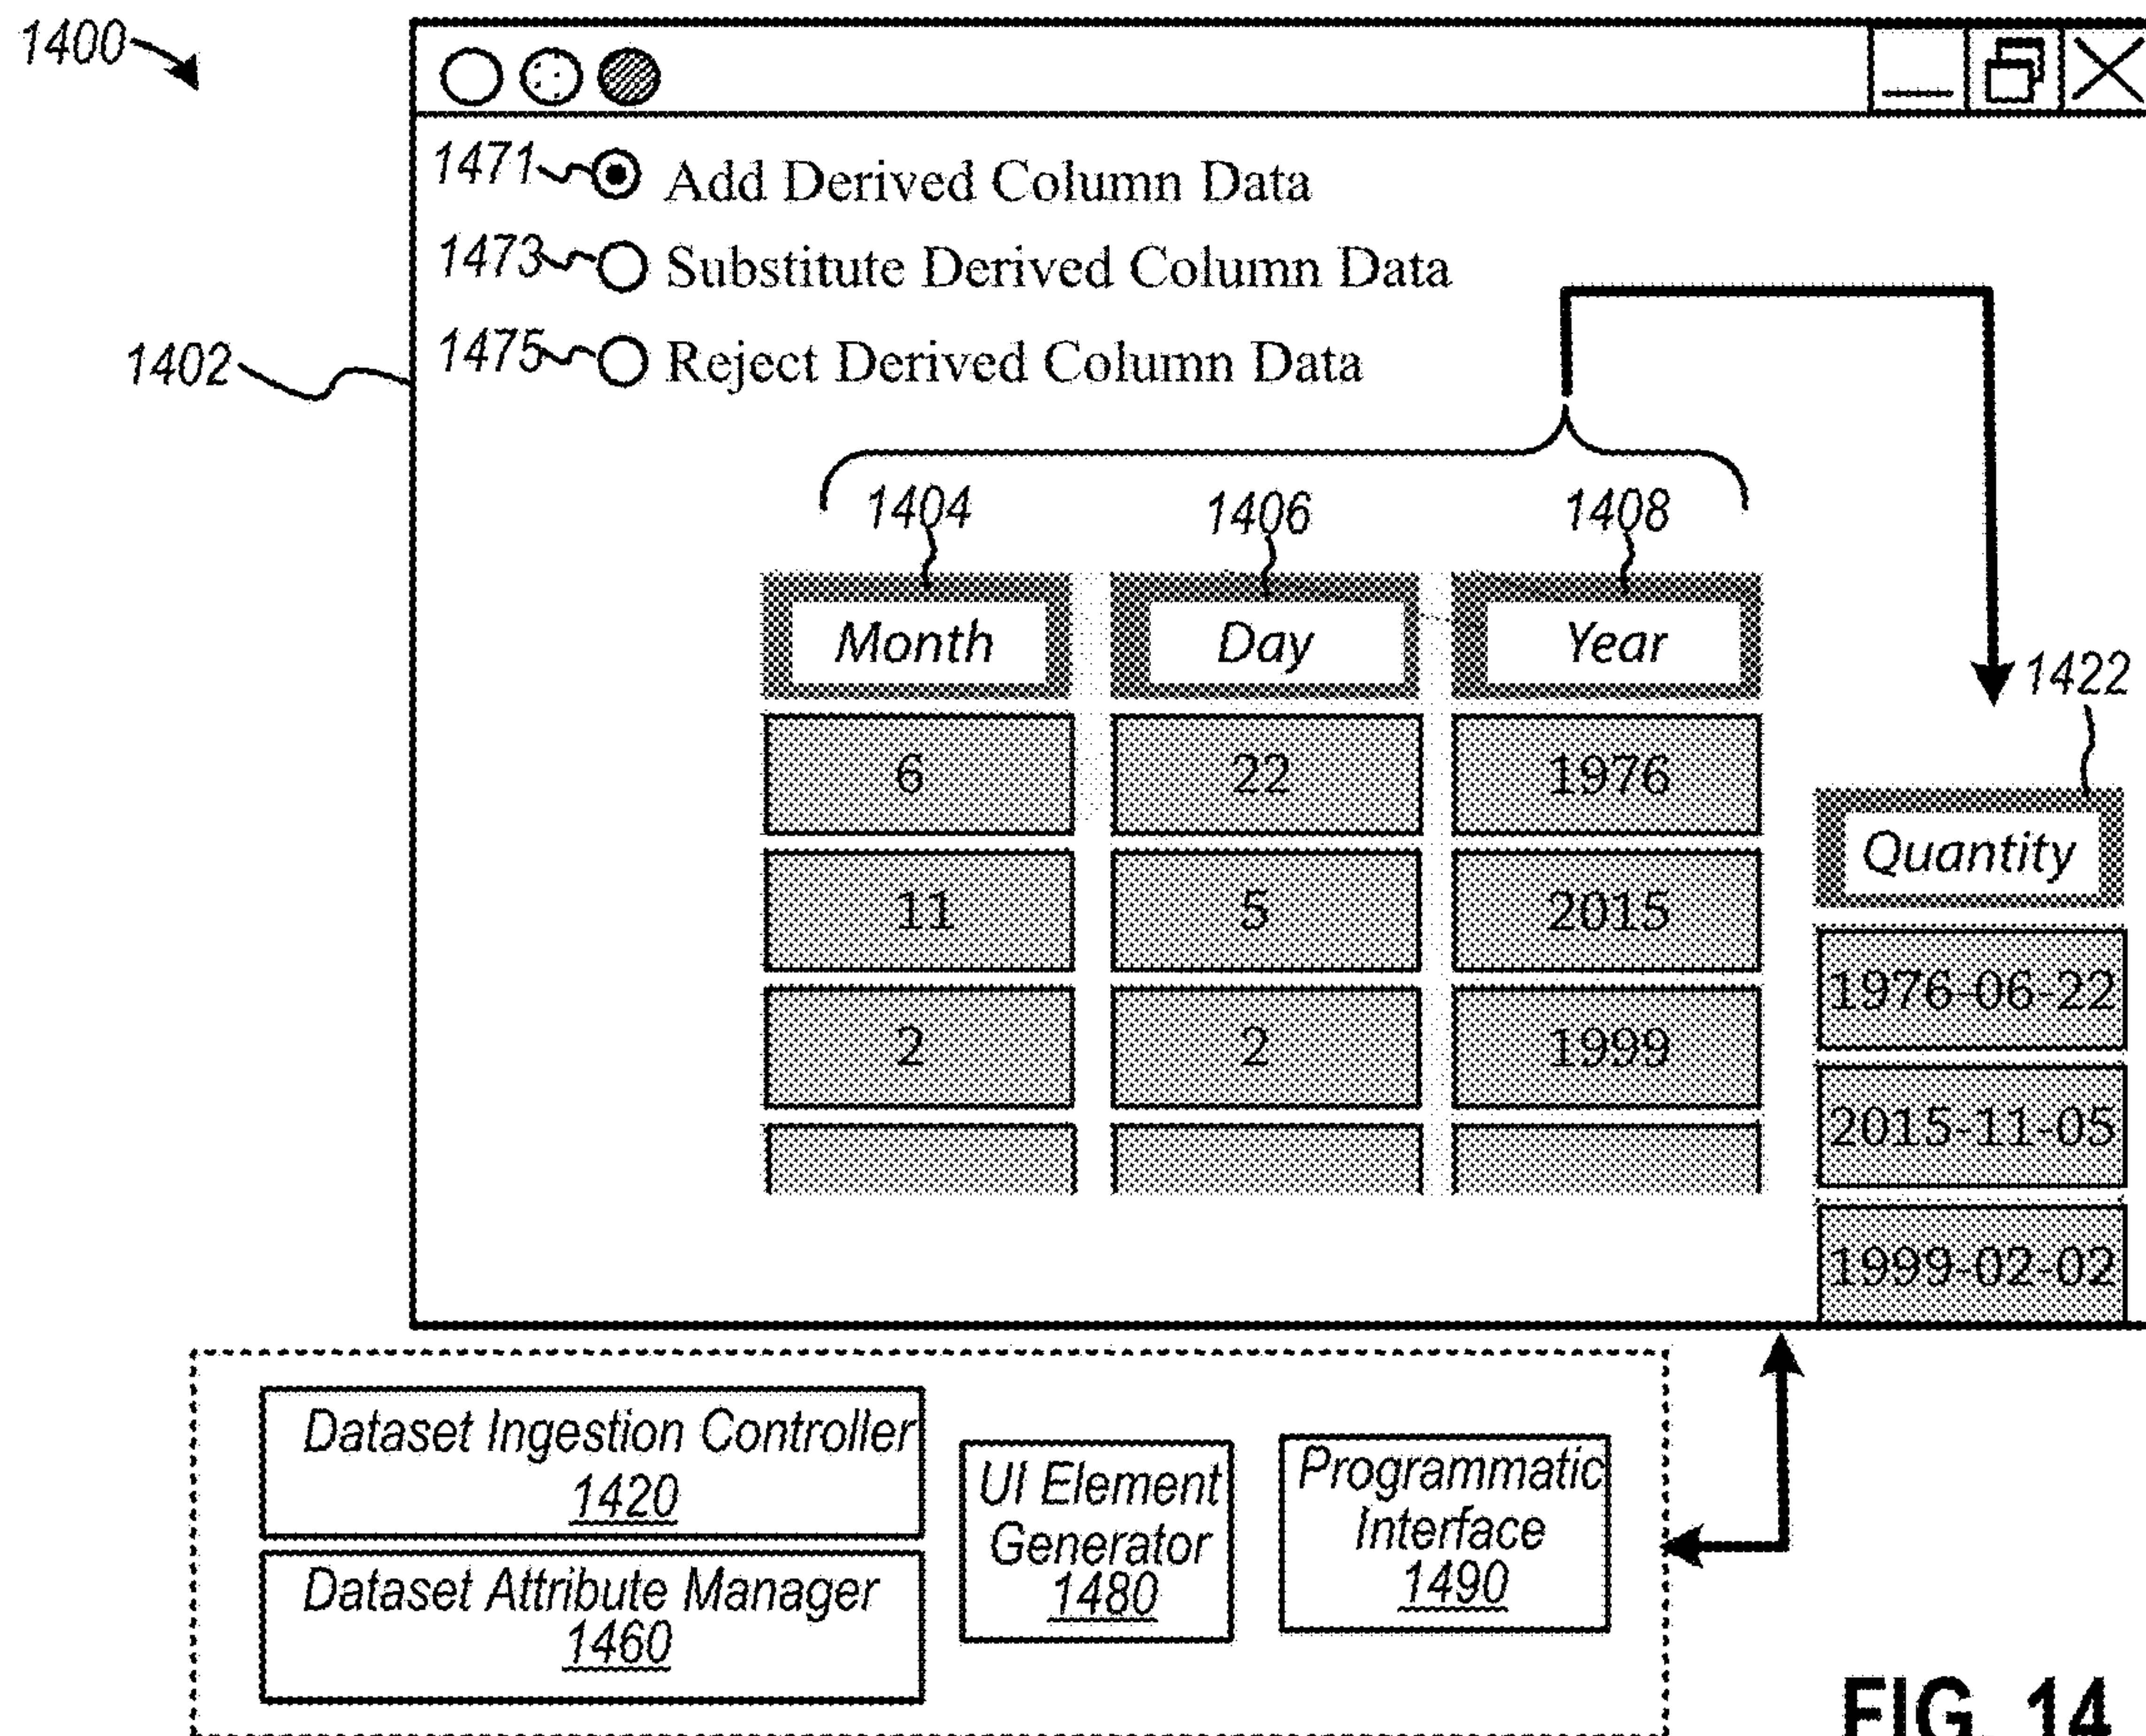 1400
1471 Add Derived Column Data
1473 Substitute Derived Column Data
1402
1475 Reject Derived Column Data
1404 1406 1408
Month Day Year
1422
6 22 1976
Quantity
11 5 2015
1976-06-22
2 2 1999
2015-11-05
1999-02-02
Dataset Ingestion Controller
1420
Dataset Attribute Manager
1460
UI Element
Generator
1480
Programmatic
Interface
1490
FIG. 14